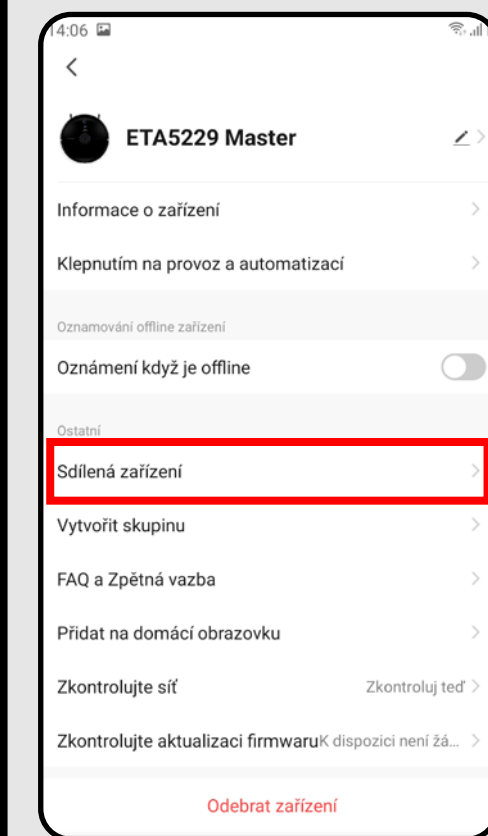 14:06
ETA5229 Master
Informace o zařízení
Klepnutím na provoz a automatizací
Oznamování offline zařízení
Oznámení když je offline
Ostatní
Sdílená zařízení
Vytvořit skupinu
FAQ a Zpětná vazba
Přidat na domácí obrazovku
Zkontrolujte síť Zkontroluj teď
Zkontrolujte aktualizaci firmwaruK dispozici není žá...
Odebrat zařízení